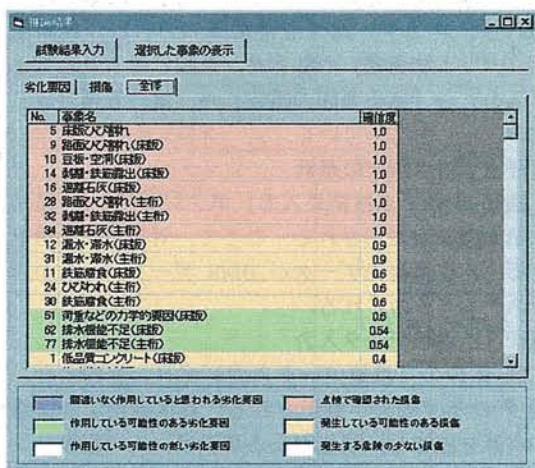 推論結果
試験結果入力 選択した事象の表示
劣化要因 損傷 全体
No. 事象名 確信度
5 床版ひび割れ 1.0
9 路面ひび割れ(床版) 1.0
10 豆板・空洞(床版) 1.0
14 剥離・鉄筋露出(床版) 1.0
16 遊離石灰(床版) 1.0
28 路面ひび割れ(主桁) 1.0
32 剥離・鉄筋露出(主桁) 1.0
34 遊離石灰(主桁) 1.0
12 漏水・滞水(床版) 0.9
31 漏水・滞水(主桁) 0.9
11 鉄筋腐食(床版) 0.6
24 ひびわれ(主桁) 0.6
30 鉄筋腐食(主桁) 0.6
51 荷重などの力学的要因(床版) 0.6
62 排水機能不足(床版) 0.54
77 排水機能不足(主桁) 0.54
1 低品質コンクリート(床版) 0.4
間違いなく作用していると思われる劣化要因 点検で確認された損傷
作用している可能性のある劣化要因 発生している可能性のある損傷
作用している可能性の無い劣化要因 発生する危険の少ない損傷